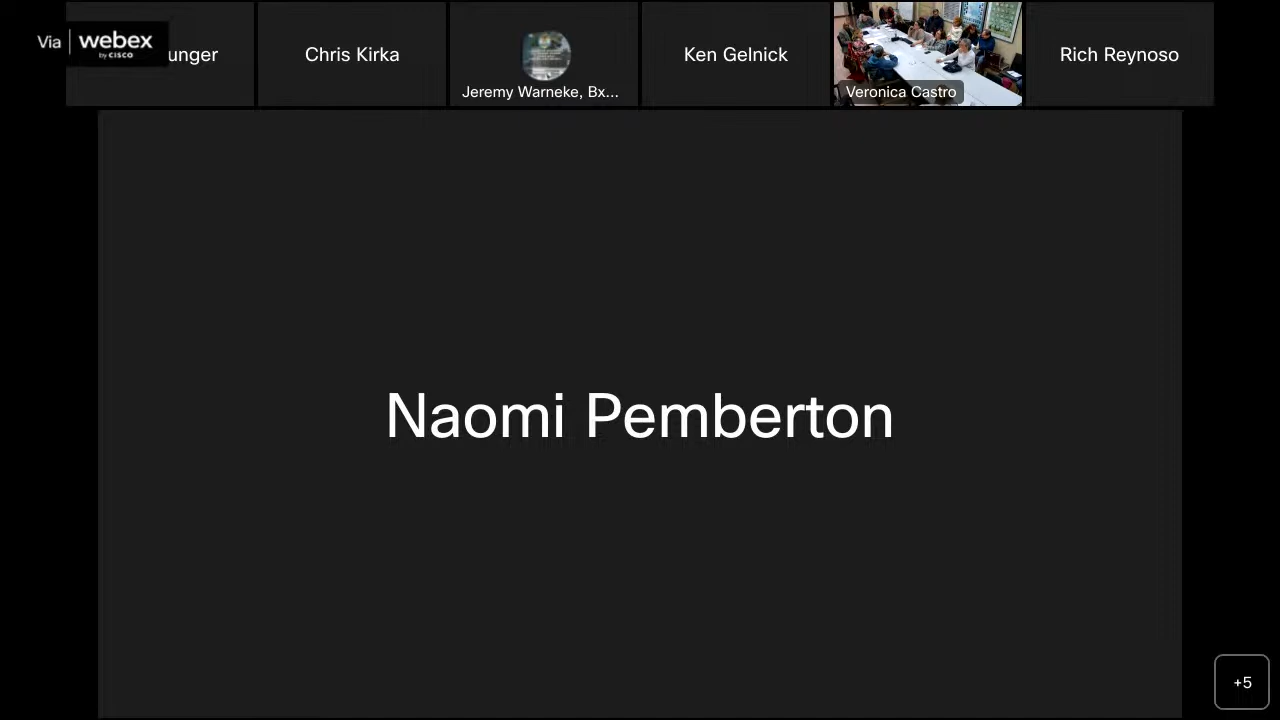 Via webex
by CISCO
unger
Chris Kirka
Jeremy Warneke, Bx...
Ken Gelnick
Veronica Castro
Rich Reynoso
Naomi Pemberton
+5